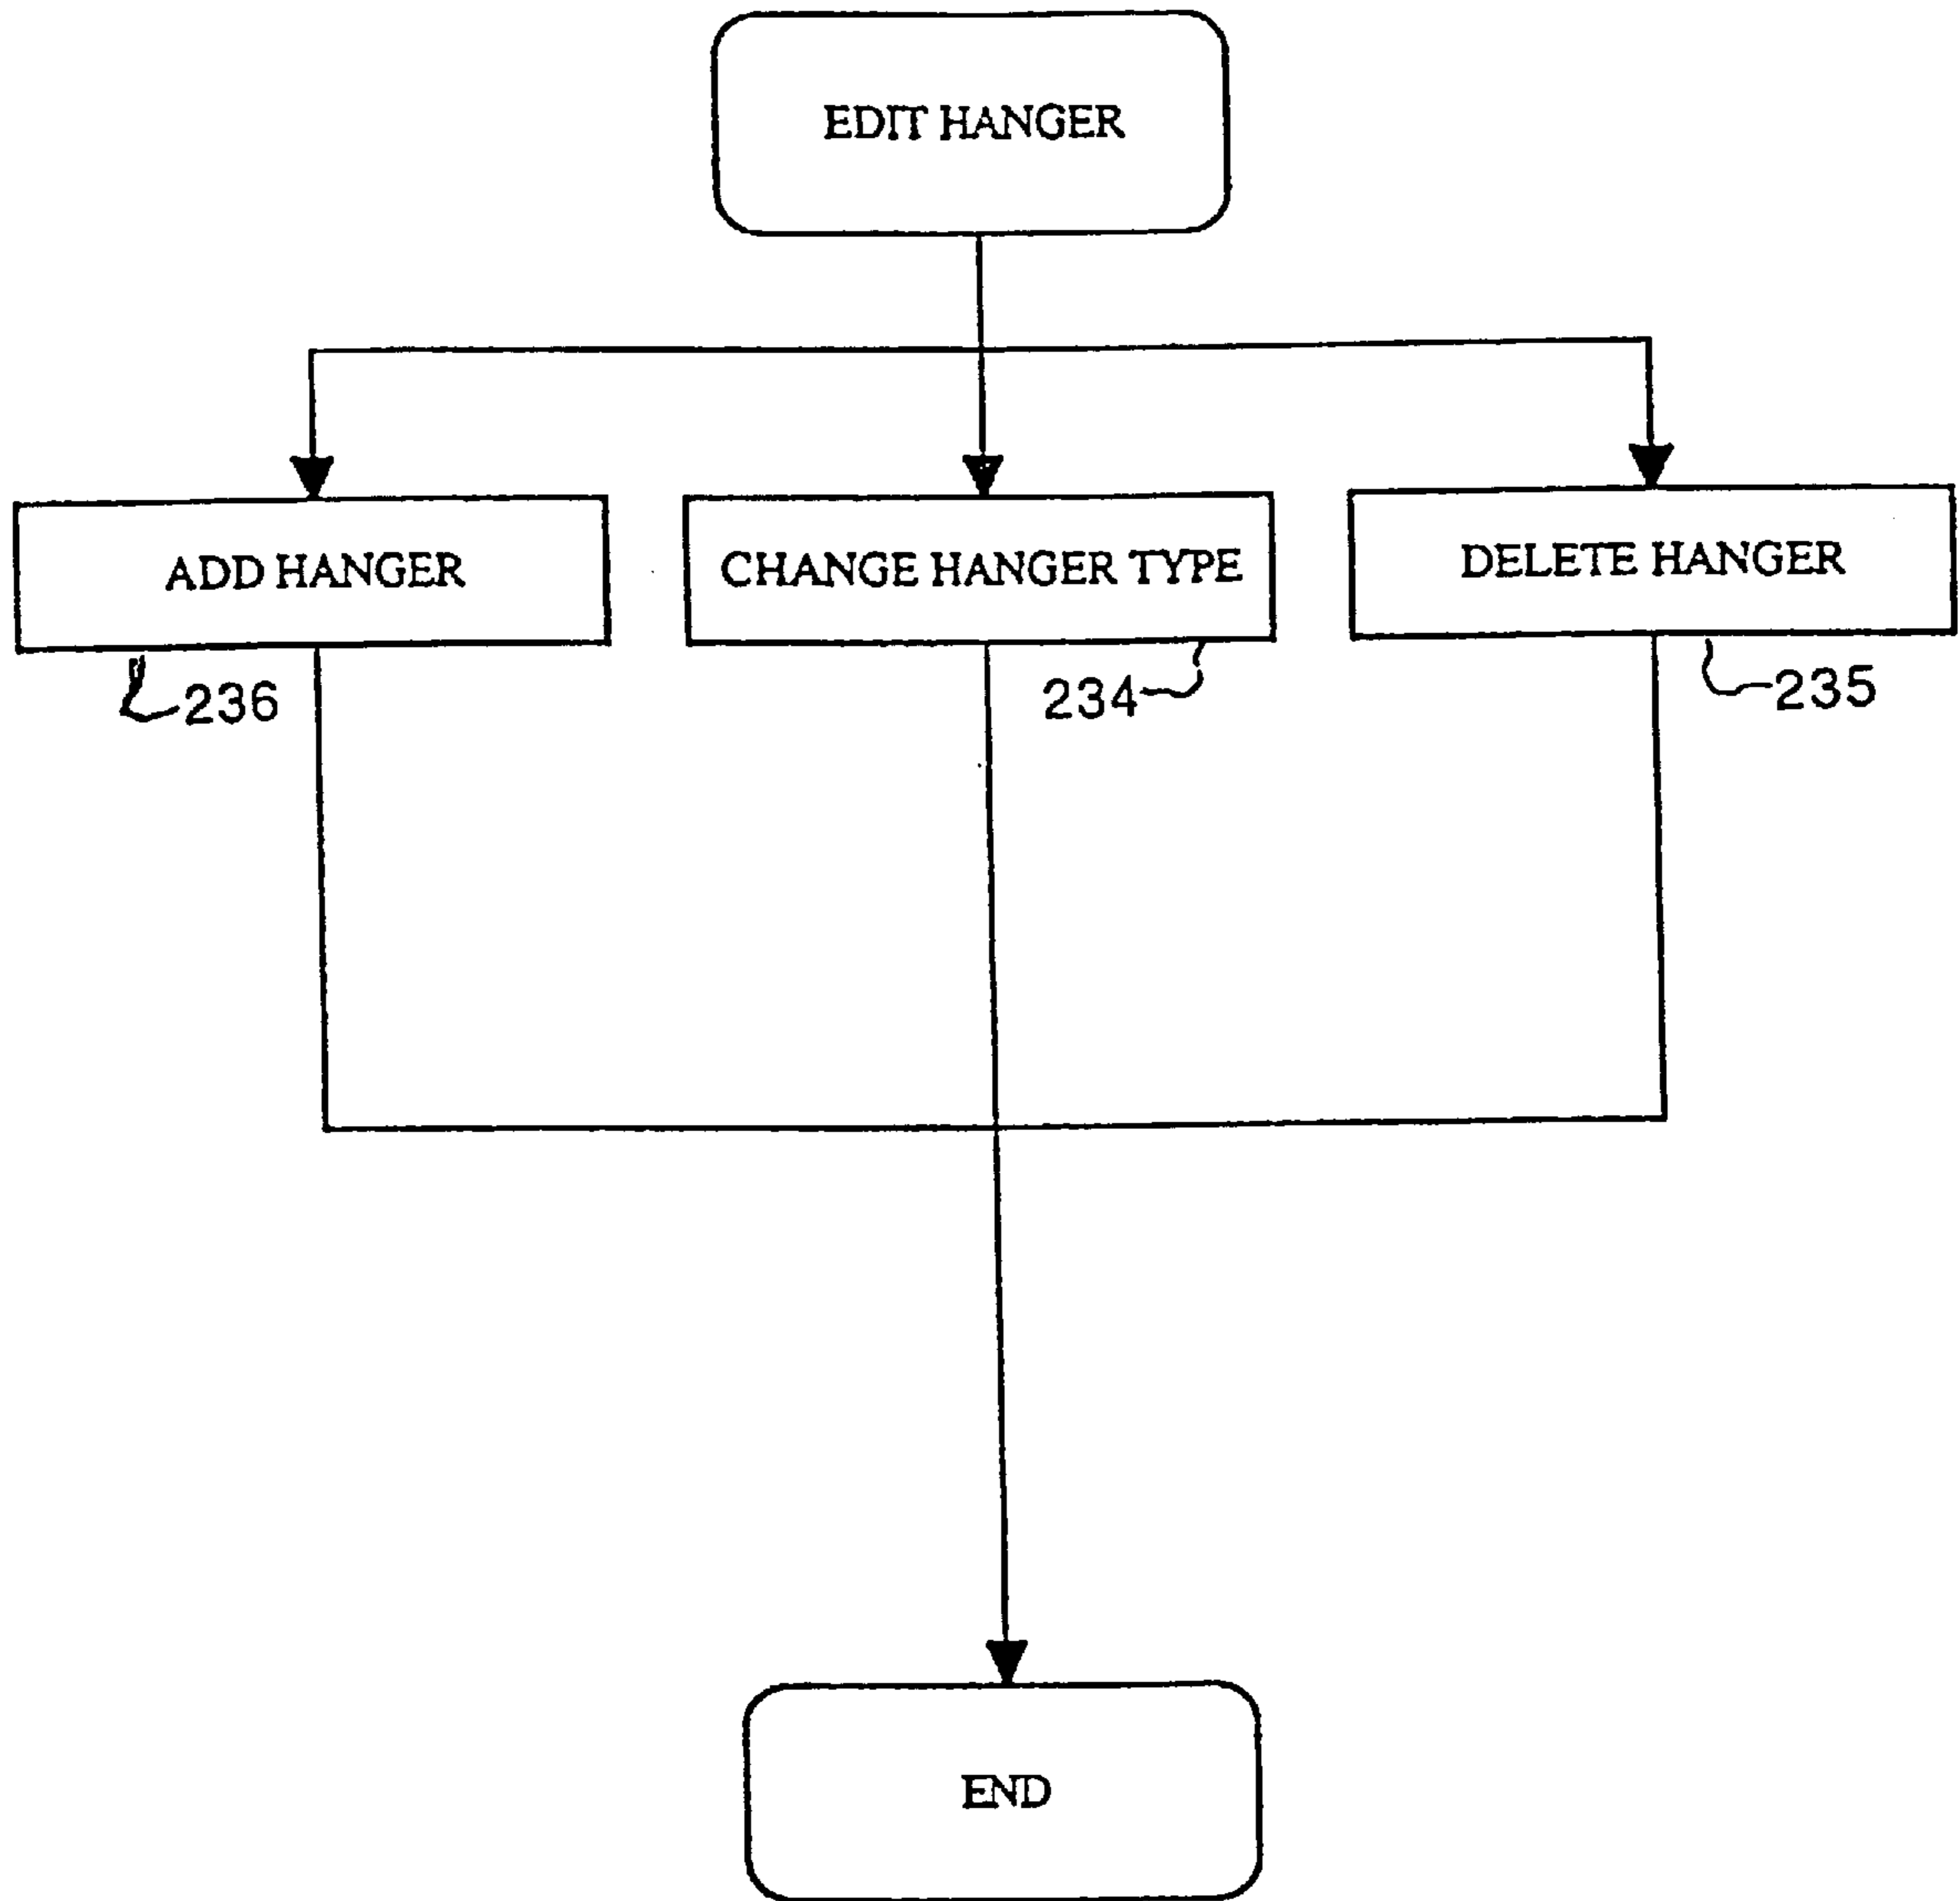 EDIT HANGER
ADD HANGER
CHANGE HANGER TYPE
DELETE HANGER
236
234
235
END